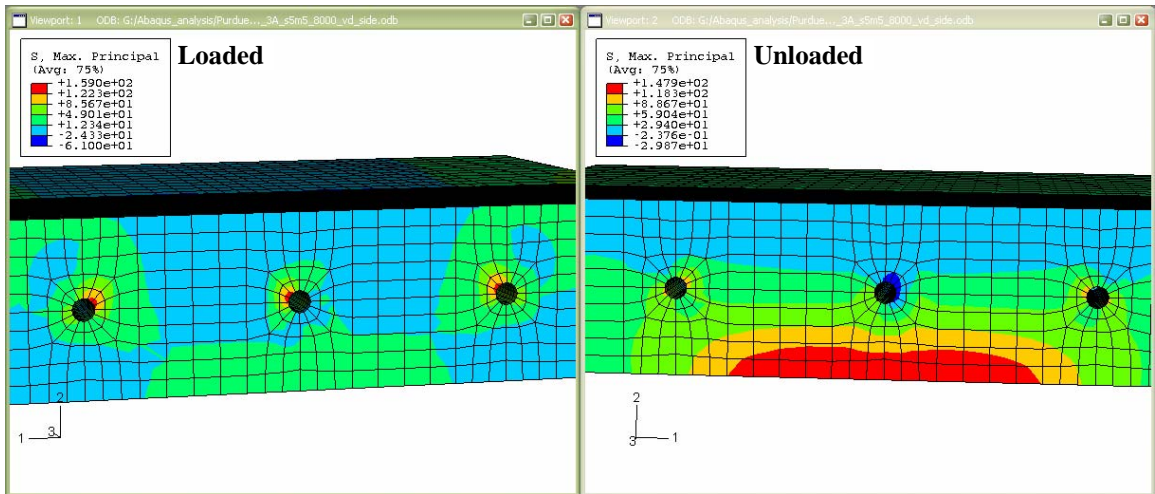 Viewport: 1 ODB: G:/Abaqus_analysis/Purdue..._3A_s5m5_8000_vd_side.odb
Loaded
S, Max. Principal
(Avg: 75%)
+1.590e+02
+1.223e+02
+8.567e+01
+4.901e+01
+1.234e+01
-2.433e+01
-6.100e+01
2
3
1
Viewport: 2 ODB: G:/Abaqus_analysis/Purdue..._3A_s5m5_8000_vd_side.odb
Unloaded
S, Max. Principal
(Avg: 75%)
+1.479e+02
+1.183e+02
+8.867e+01
+5.904e+01
+2.940e+01
-2.376e-01
-2.987e+01
2
3
1